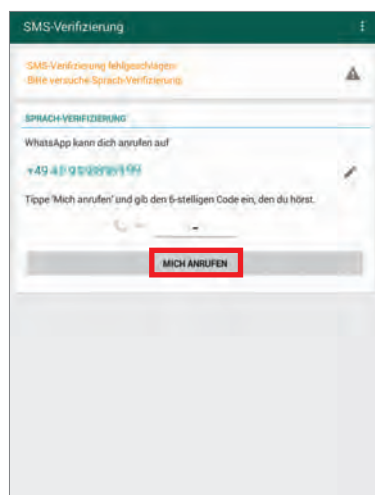 SMS-Verifizierung
SMS-Verifizierung fehlgeschlagen.
Bitte versuche Sprach-Verifizierung.
SPRACH-VERIFIZIERUNG
WhatsApp kann dich anrufen auf
+49
Tippe 'Mich anrufen' und gib den 6-stelligen Code ein, den du hörst.
-
MICH ANRUFEN